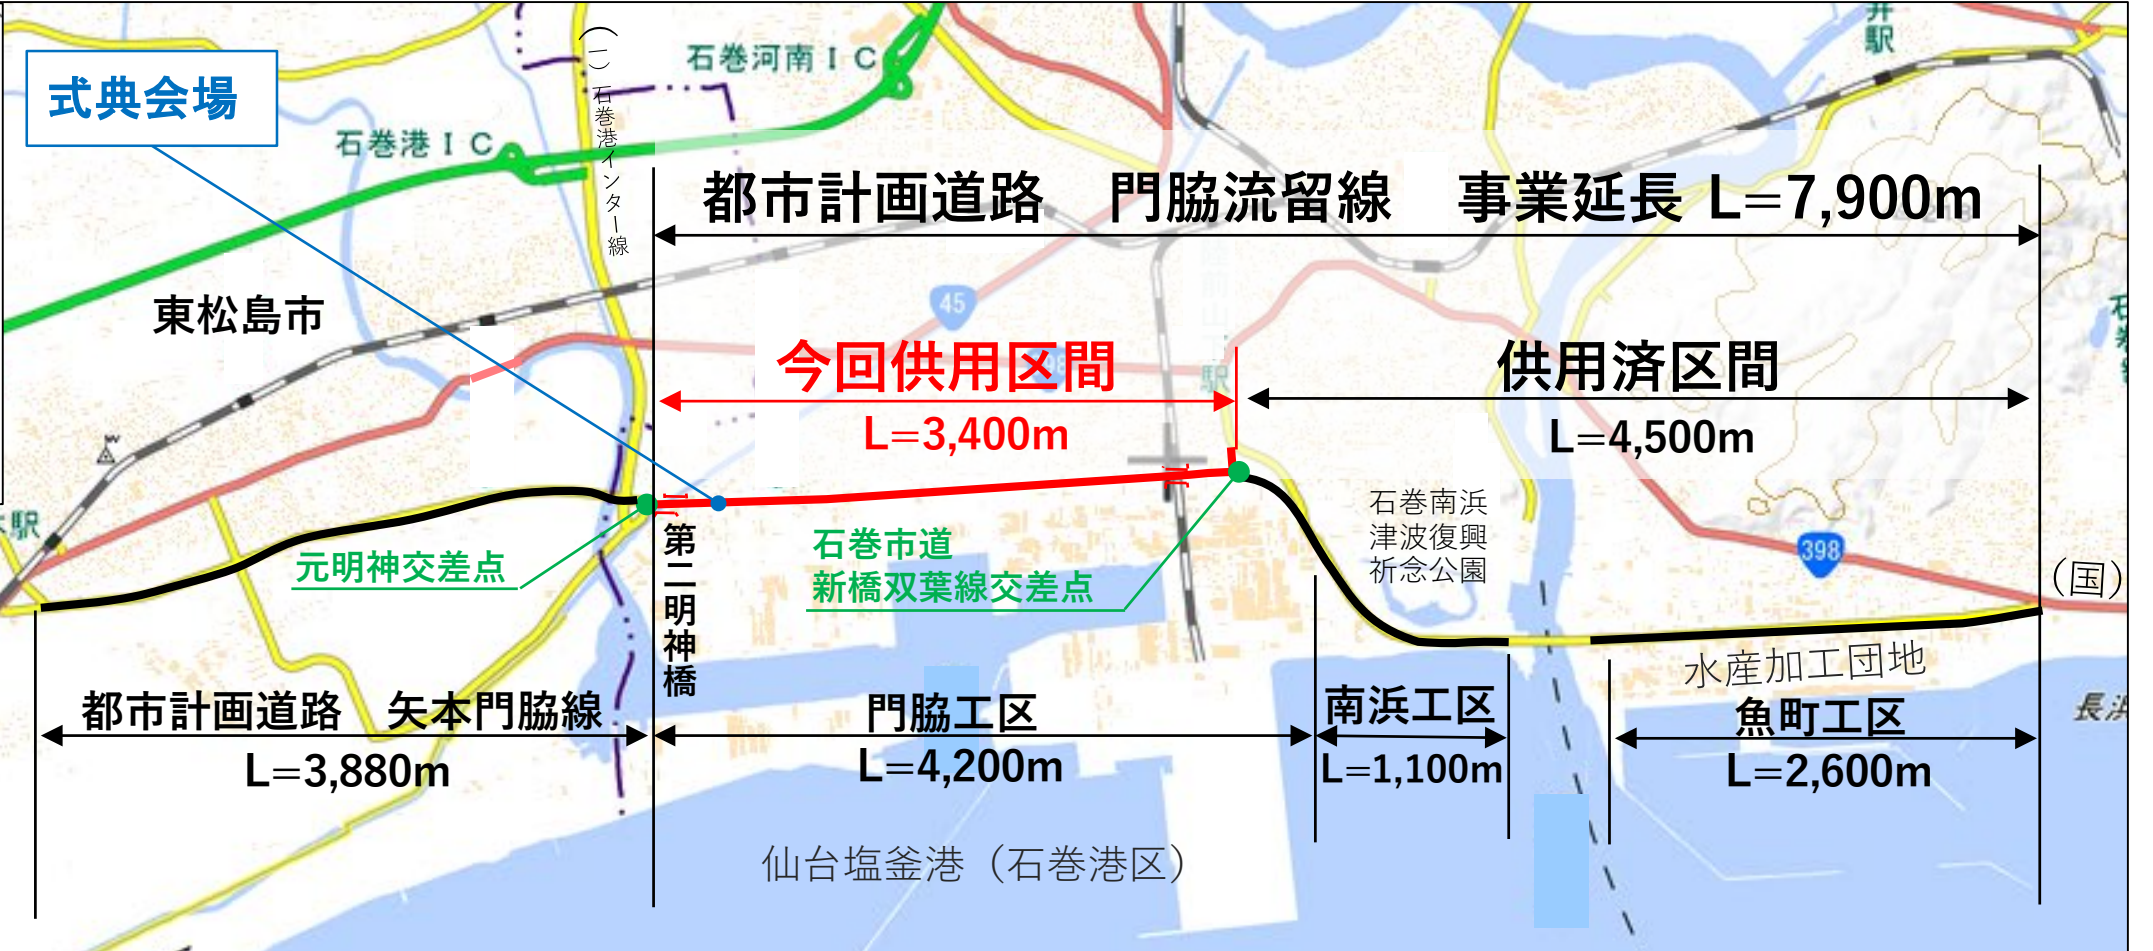 井駅
石巻河南ＩＣ
(一)石巻港インター線
式典会場
石巻港ＩＣ
都市計画道路　門脇流留線　事業延長 L=7,900m
東松島市
45
今回供用区間
供用済区間
L=3,400m
L=4,500m
駅
石巻南浜
津波復興
祈念公園
398
(国)
駅
元明神交差点
第二明神橋
石巻市道
新橋双葉線交差点
水産加工団地
都市計画道路　矢本門脇線
L=3,880m
門脇工区
L=4,200m
南浜工区
L=1,100m
魚町工区
L=2,600m
長浜
仙台塩釜港（石巻港区）